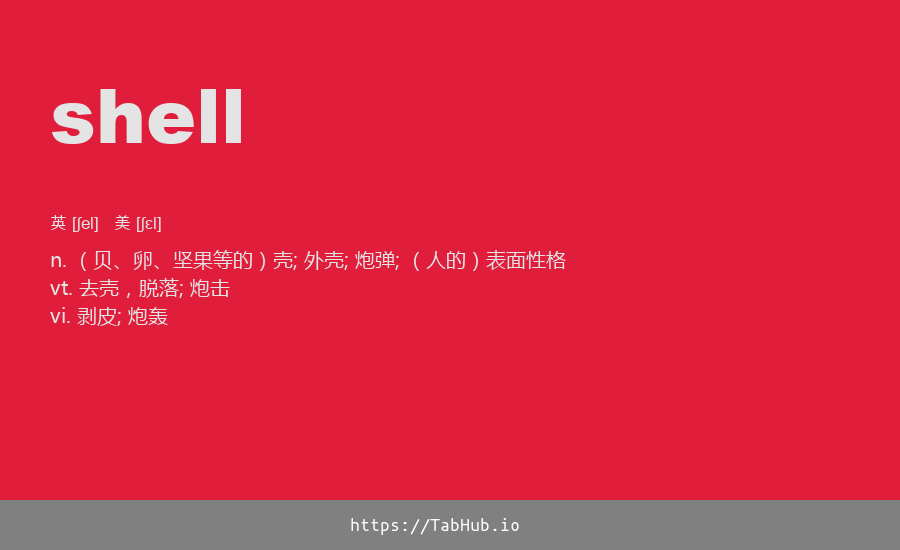 shell
英 [ʃel] 美 [ʃɛl]
n.（贝、卵、坚果等的）壳; 外壳; 炮弹;（人的）表面性格
vt. 去壳，脱落; 炮击
vi. 剥皮; 炮轰
https://TabHub.io